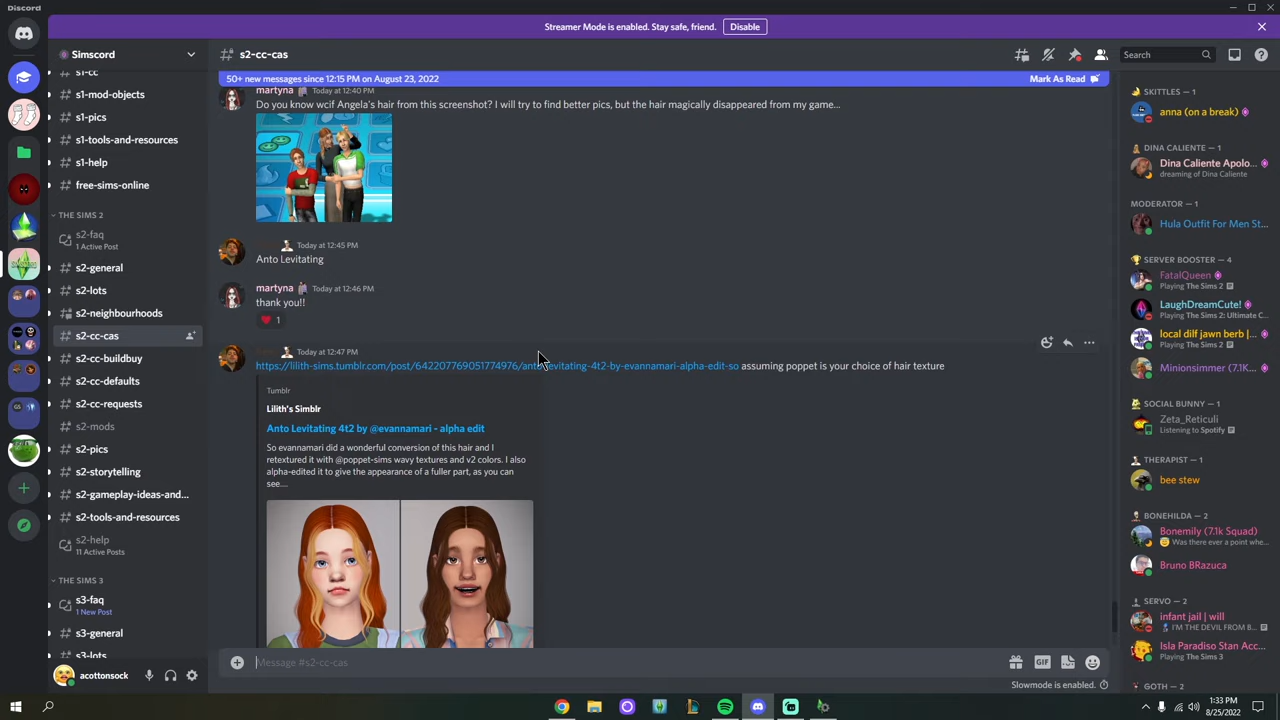 Discord
Streamer Mode is enabled. Stay safe, friend.
Disable
Simscord
s1-cc
s1-mod-objects
s1-pics
s1-tools-and-resources
s1-help
free-sims-online
THE SIMS 2
s2-faq
1 Active Post
s2-general
s2-lots
s2-neighbourhoods
s2-cc-cas
s2-cc-buildbuy
s2-cc-defaults
s2-cc-requests
s2-mods
s2-pics
s2-storytelling
s2-gameplay-ideas-and...
s2-tools-and-resources
s2-help
11 Active Posts
THE SIMS 3
s3-faq
1 New Post
s3-general
s3-lots
acottonsock
s2-cc-cas
Search
50+ new messages since 12:15 PM on August 23, 2022
Mark As Read
martyna Today at 12:40 PM
Do you know wcif Angela's hair from this screenshot? I will try to find better pics, but the hair magically disappeared from my game...
Today at 12:45 PM
Anto Levitating
martyna Today at 12:46 PM
thank you!!
1
Today at 12:47 PM
https://lilith-sims.tumblr.com/post/642207769051774976/anto-levitating-4t2-by-evannamari-alpha-edit-so assuming poppet is your choice of hair texture
Tumblr
Lilith's Simblr
Anto Levitating 4t2 by @evannamari - alpha edit
So evannamari did a wonderful conversion of this hair and I
retextured it with @poppet-sims wavy textures and v2 colors. I also
alpha-edited it to give the appearance of a fuller part, as you can
see....
Message #s2-cc-cas
GIF
Slowmode is enabled.
SKITTLES — 1
anna (on a break)
DINA CALIENTE — 1
Dina Caliente Apolo...
dreaming of Dina Caliente
MODERATOR — 1
Hula Outfit For Men St...
SERVER BOOSTER — 4
FatalQueen
Playing The Sims 2
LaughDreamCute!
Playing The Sims 2: Ultimate C...
local dilf jawn berb |...
Playing The Sims 2
Minionsimmer (7.1K...
SOCIAL BUNNY — 1
Zeta_Reticuli
Listening to Spotify
THERAPIST — 1
bee stew
BONEHILDA — 2
Bonemily (7.1k Squad)
Was there ever a point whe...
Bruno BRazuca
SERVO — 2
infant jail | will
I'M THE DEVIL FROM B...
Isla Paradiso Stan Acc...
Playing The Sims 3
GOTH — 2
1:33 PM
8/25/2022